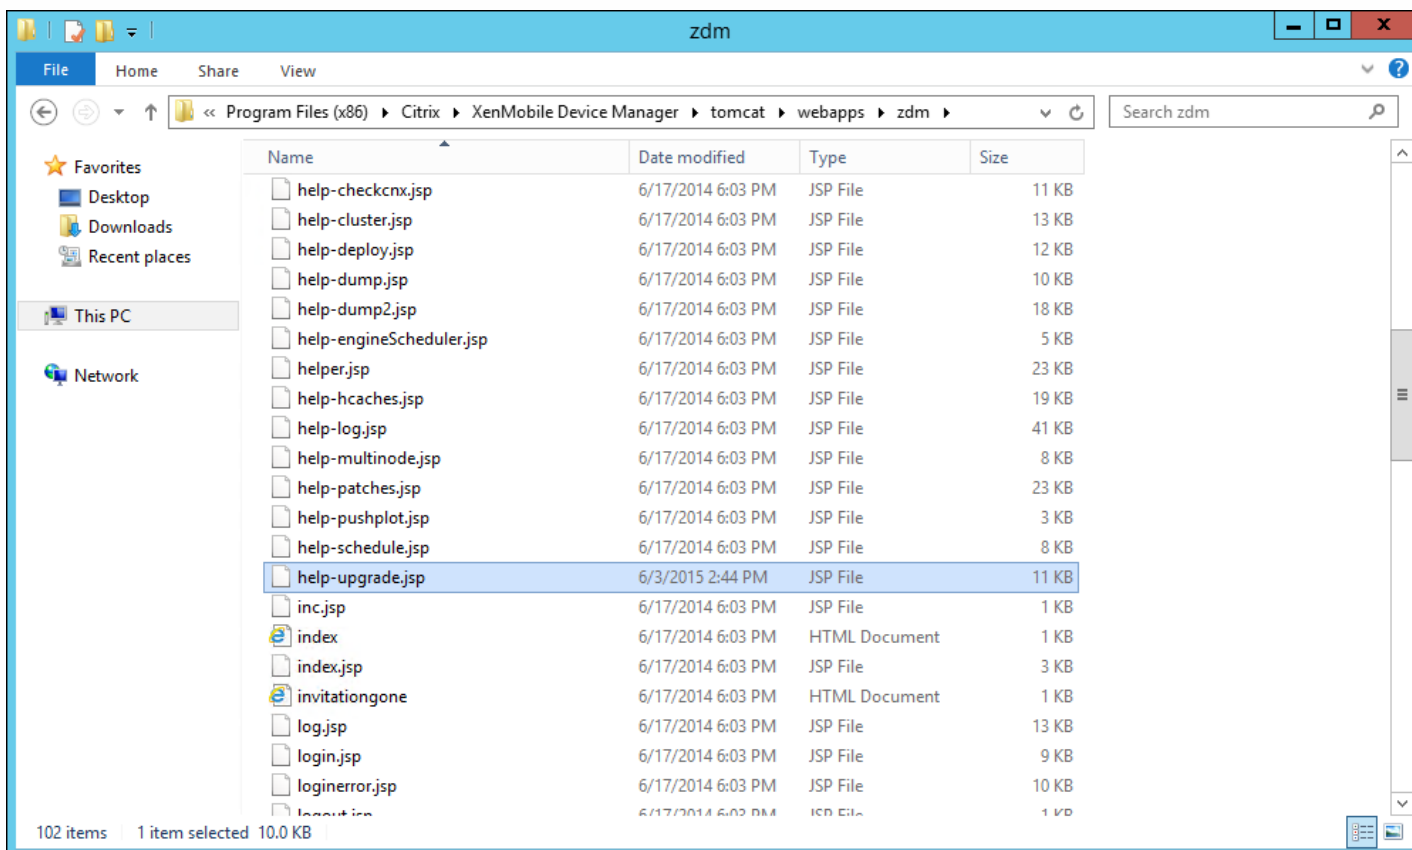 zdm
File Home Share View
« Program Files (x86) Citrix XenMobile Device Manager tomcat webapps zdm Search zdm
Favorites
Desktop
Downloads
Recent places
This PC
Network
Name Date modified Type Size
help-checkcnx.jsp 6/17/2014 6:03 PM JSP File 11 KB
help-cluster.jsp 6/17/2014 6:03 PM JSP File 13 KB
help-deploy.jsp 6/17/2014 6:03 PM JSP File 12 KB
help-dump.jsp 6/17/2014 6:03 PM JSP File 10 KB
help-dump2.jsp 6/17/2014 6:03 PM JSP File 18 KB
help-engineScheduler.jsp 6/17/2014 6:03 PM JSP File 5 KB
helper.jsp 6/17/2014 6:03 PM JSP File 23 KB
help-hcaches.jsp 6/17/2014 6:03 PM JSP File 19 KB
help-log.jsp 6/17/2014 6:03 PM JSP File 41 KB
help-multinode.jsp 6/17/2014 6:03 PM JSP File 8 KB
help-patches.jsp 6/17/2014 6:03 PM JSP File 23 KB
help-pushplot.jsp 6/17/2014 6:03 PM JSP File 3 KB
help-schedule.jsp 6/17/2014 6:03 PM JSP File 8 KB
help-upgrade.jsp 6/3/2015 2:44 PM JSP File 11 KB
inc.jsp 6/17/2014 6:03 PM JSP File 1 KB
index 6/17/2014 6:03 PM HTML Document 1 KB
index.jsp 6/17/2014 6:03 PM JSP File 3 KB
invitationgone 6/17/2014 6:03 PM HTML Document 1 KB
log.jsp 6/17/2014 6:03 PM JSP File 13 KB
login.jsp 6/17/2014 6:03 PM JSP File 9 KB
loginerror.jsp 6/17/2014 6:03 PM JSP File 10 KB
logout.jsp 6/17/2014 6:03 PM JSP File 1 KB
102 items 1 item selected 10.0 KB